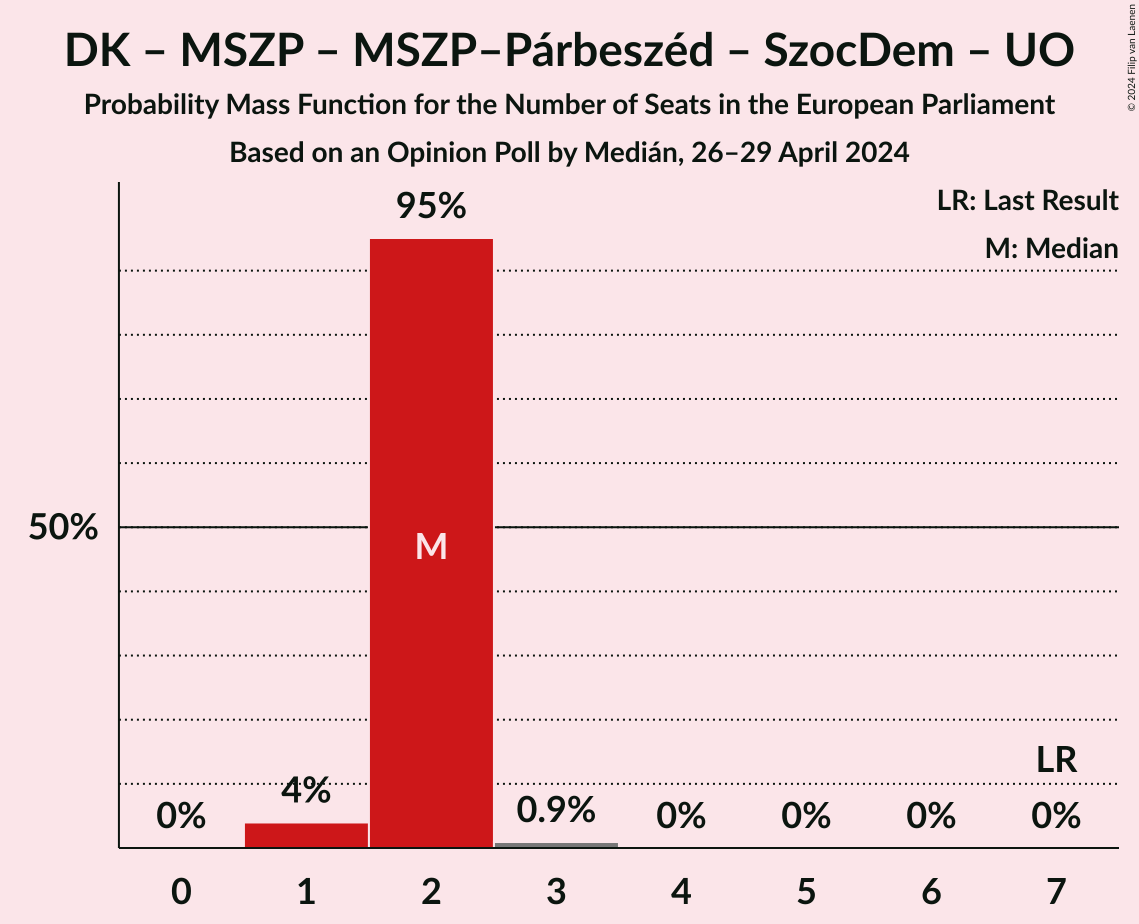 DK – MSZP – MSZP–Párbeszéd – SzocDem – UO
Probability Mass Function for the Number of Seats in the European Parliament
Based on an Opinion Poll by Medián, 26–29 April 2024
© 2024 Filip van Laenen
LR: Last Result
M: Median
95%
50%
M
LR
0%
4%
0.9%
0%
0%
0%
0%
0 1 2 3 4 5 6 7